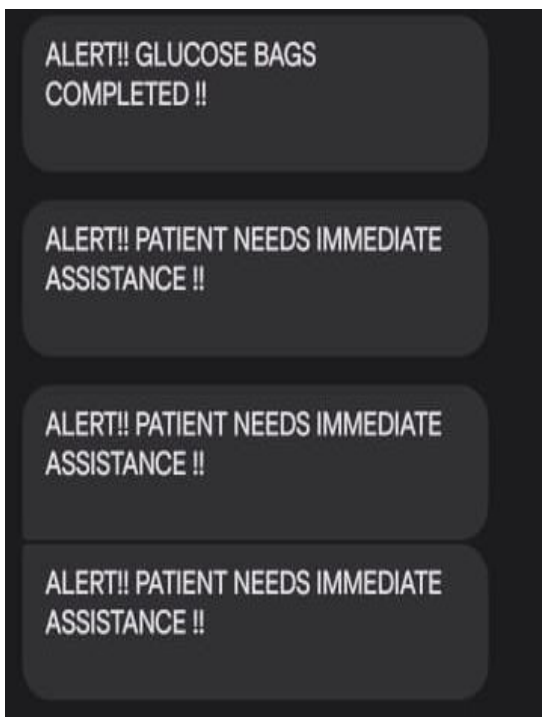 ALERT!! GLUCOSE BAGS
COMPLETED !!
ALERT!! PATIENT NEEDS IMMEDIATE
ASSISTANCE !!
ALERT!! PATIENT NEEDS IMMEDIATE
ASSISTANCE !!
ALERT!! PATIENT NEEDS IMMEDIATE
ASSISTANCE !!